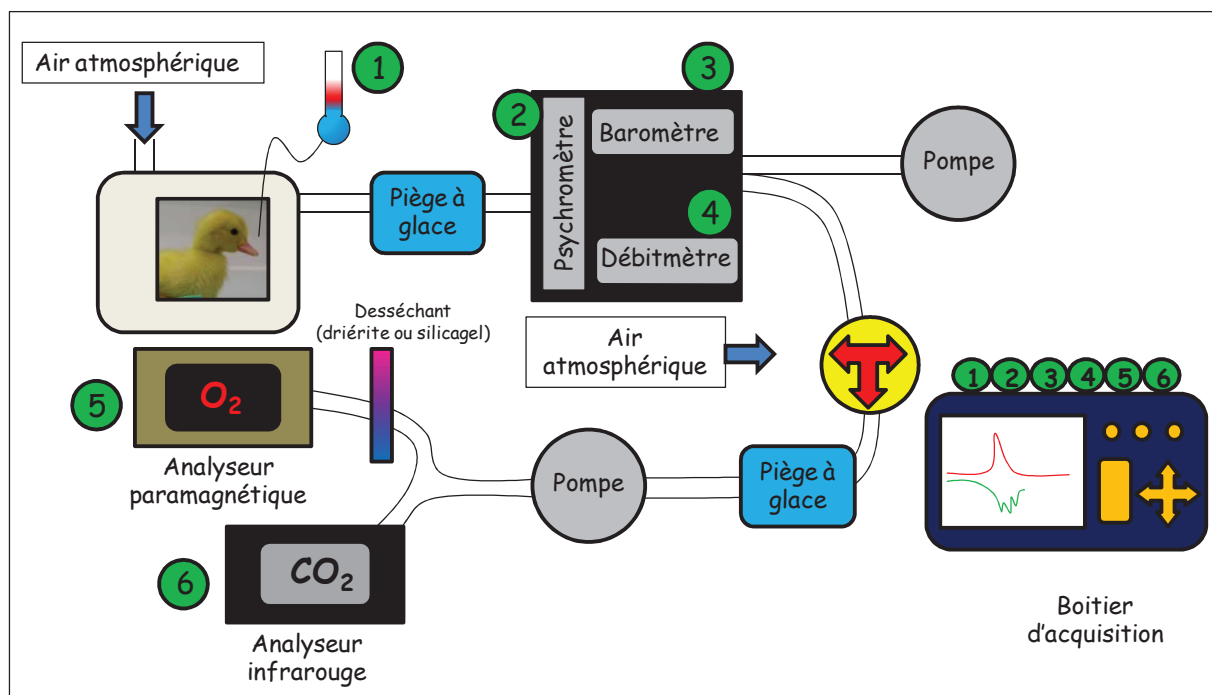 Air atmosphérique
1
2
3
Psychromètre
Baromètre
4
Débitmètre
Pompe
Piège à
glace
Desséchant
(driérite ou silicagel)
Air
atmosphérique
5
O2
Analyseur
paramagnétique
Pompe
Piège à
glace
1 2 3 4 5 6
6
CO2
Analyseur
infrarouge
Boitier
d'acquisition